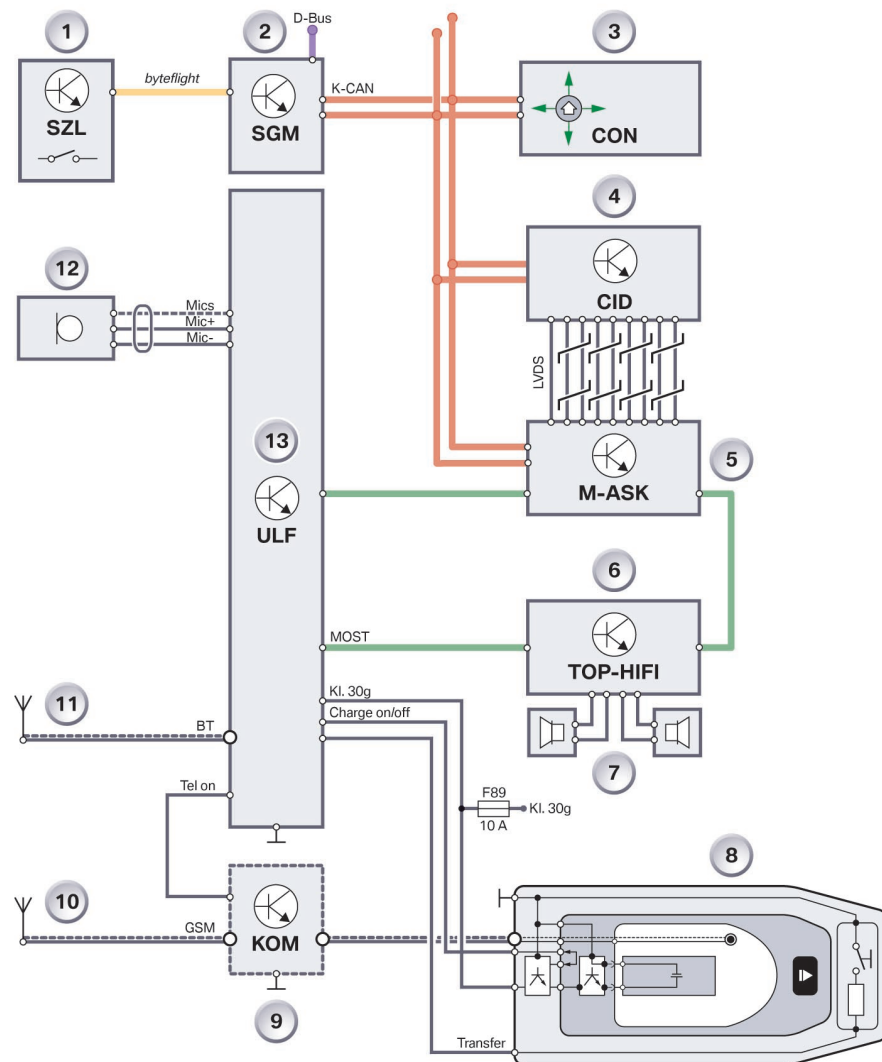 D-Bus
1
2
3
byteflight
K-CAN
SZL
SGM
CON
4
12
CID
Mics
Mic+
Mic-
LVDS
13
5
M-ASK
ULF
6
MOST
TOP-HIFI
11
Kl. 30g
Charge on/off
BT
7
Tel on
F89
Kl. 30g
10 A
8
10
GSM
KOM
9
Transfer